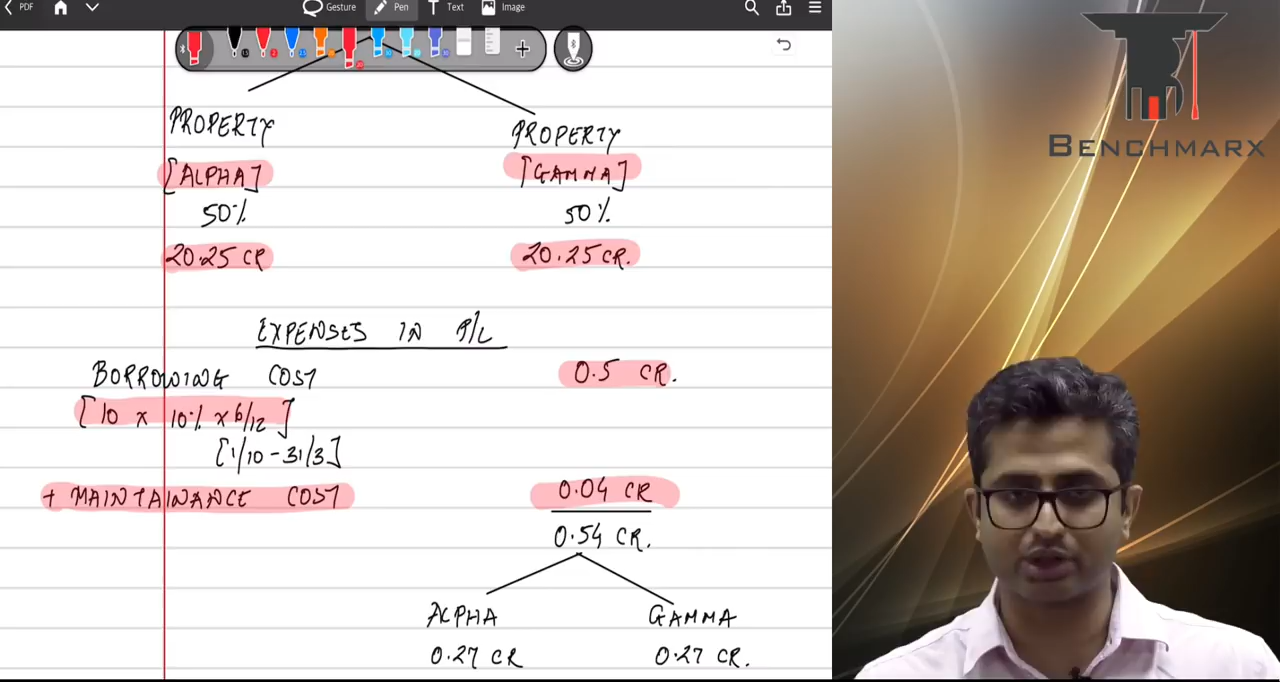 PDF
Gesture Pen Text Image
BENCHMARX
PROPERTY PROPERTY
[ALPHA] [GAMMA]
50% 50%
20.25 CR 20.25 CR.
EXPENSES IN P/L
BORROWING COST 0.5 CR.
[10 x 10% x 6/12]
[1/10 - 31/3]
+ MAINTAINANCE COST 0.04 CR
0.54 CR.
ALPHA GAMMA
0.27 CR 0.27 CR.